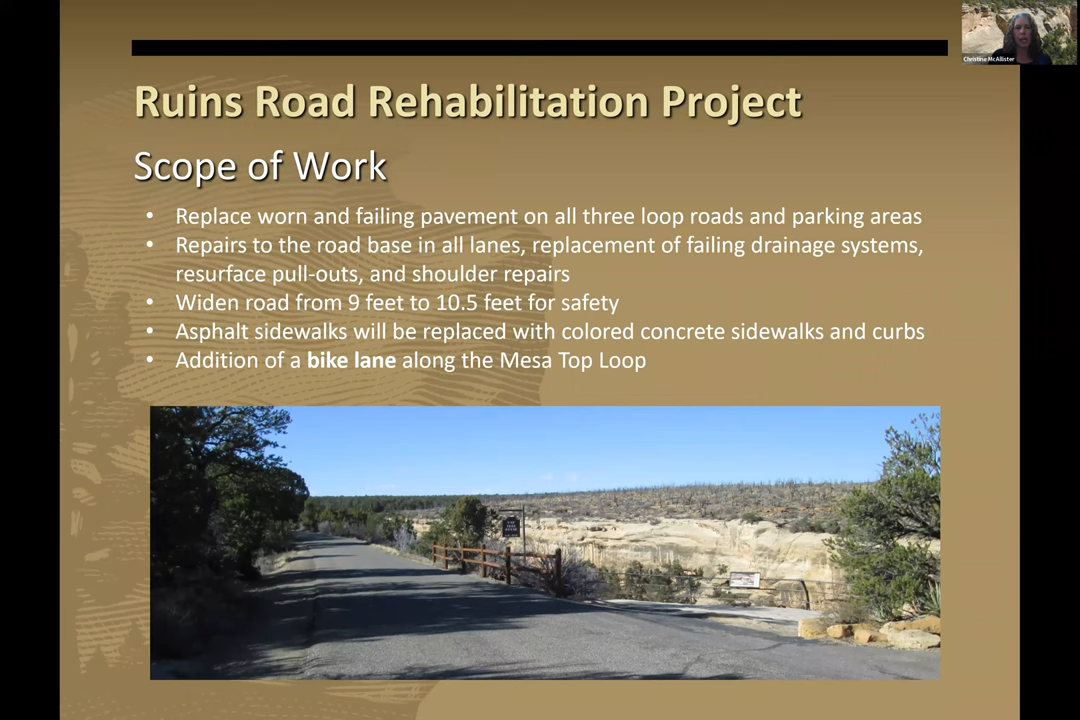 Christine McAllister
Ruins Road Rehabilitation Project
Scope of Work
• Replace worn and failing pavement on all three loop roads and parking areas
• Repairs to the road base in all lanes, replacement of failing drainage systems,
resurface pull-outs, and shoulder repairs
• Widen road from 9 feet to 10.5 feet for safety
• Asphalt sidewalks will be replaced with colored concrete sidewalks and curbs
• Addition of a bike lane along the Mesa Top Loop